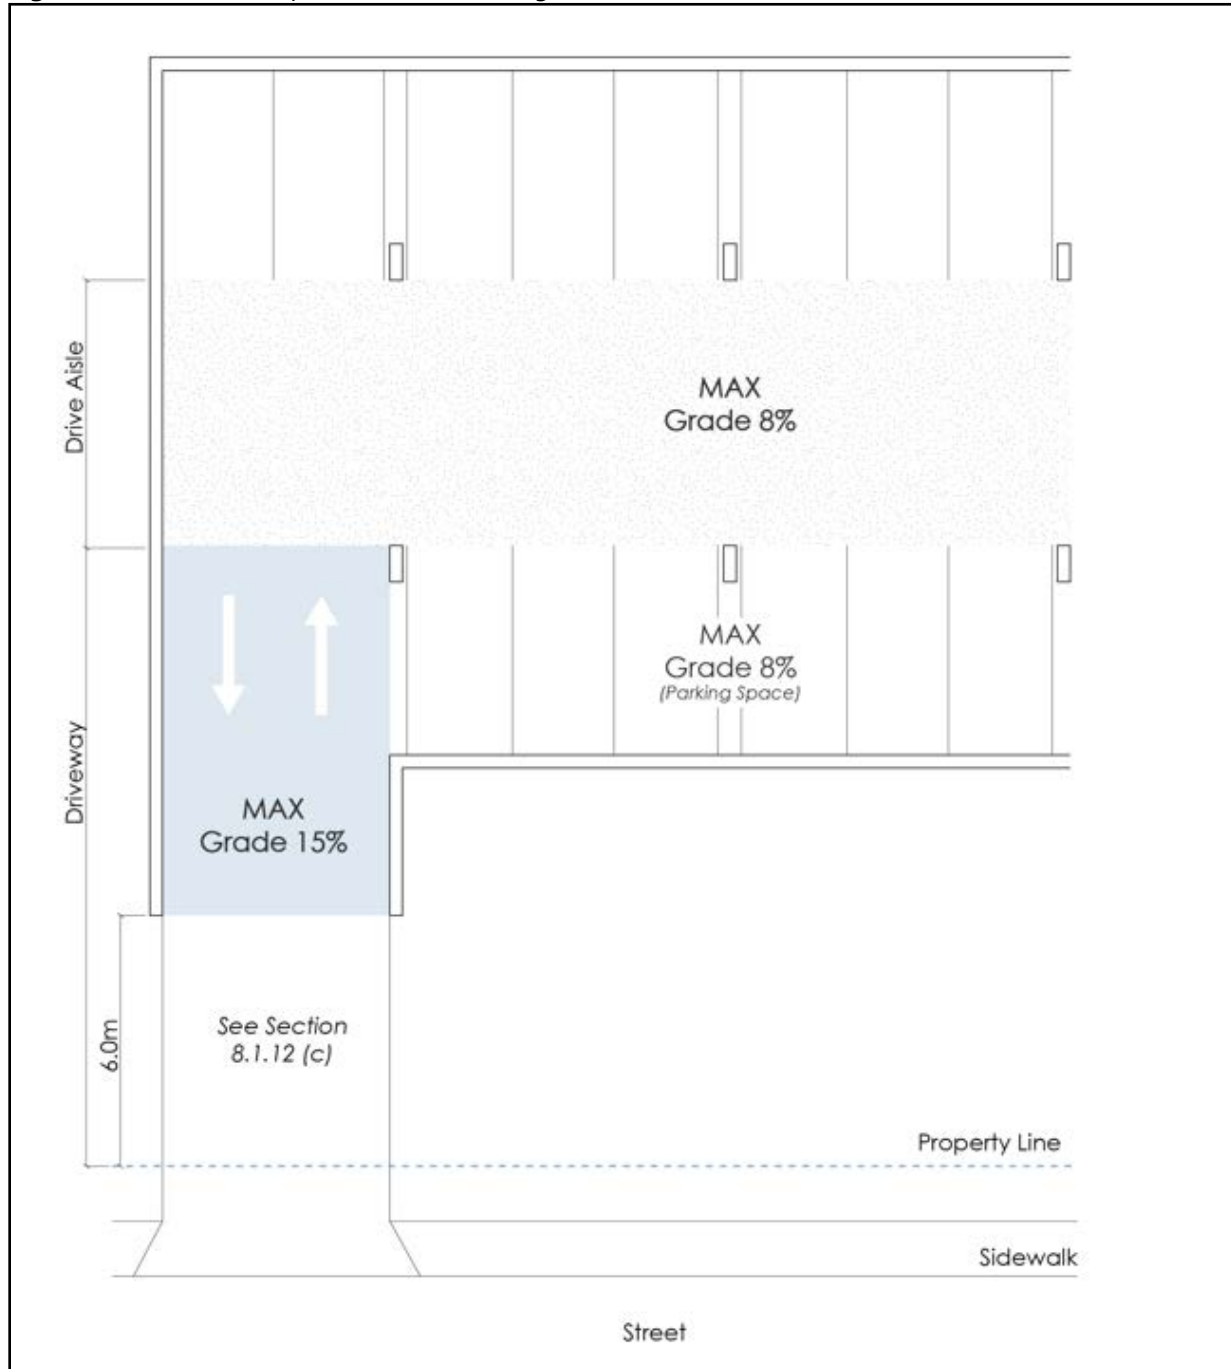 Drive Aisle
MAX
Grade 8%
MAX
Grade 8%
(Parking Space)
Driveway
MAX
Grade 15%
6.0m
See Section
8.1.12 (c)
Property Line
Sidewalk
Street